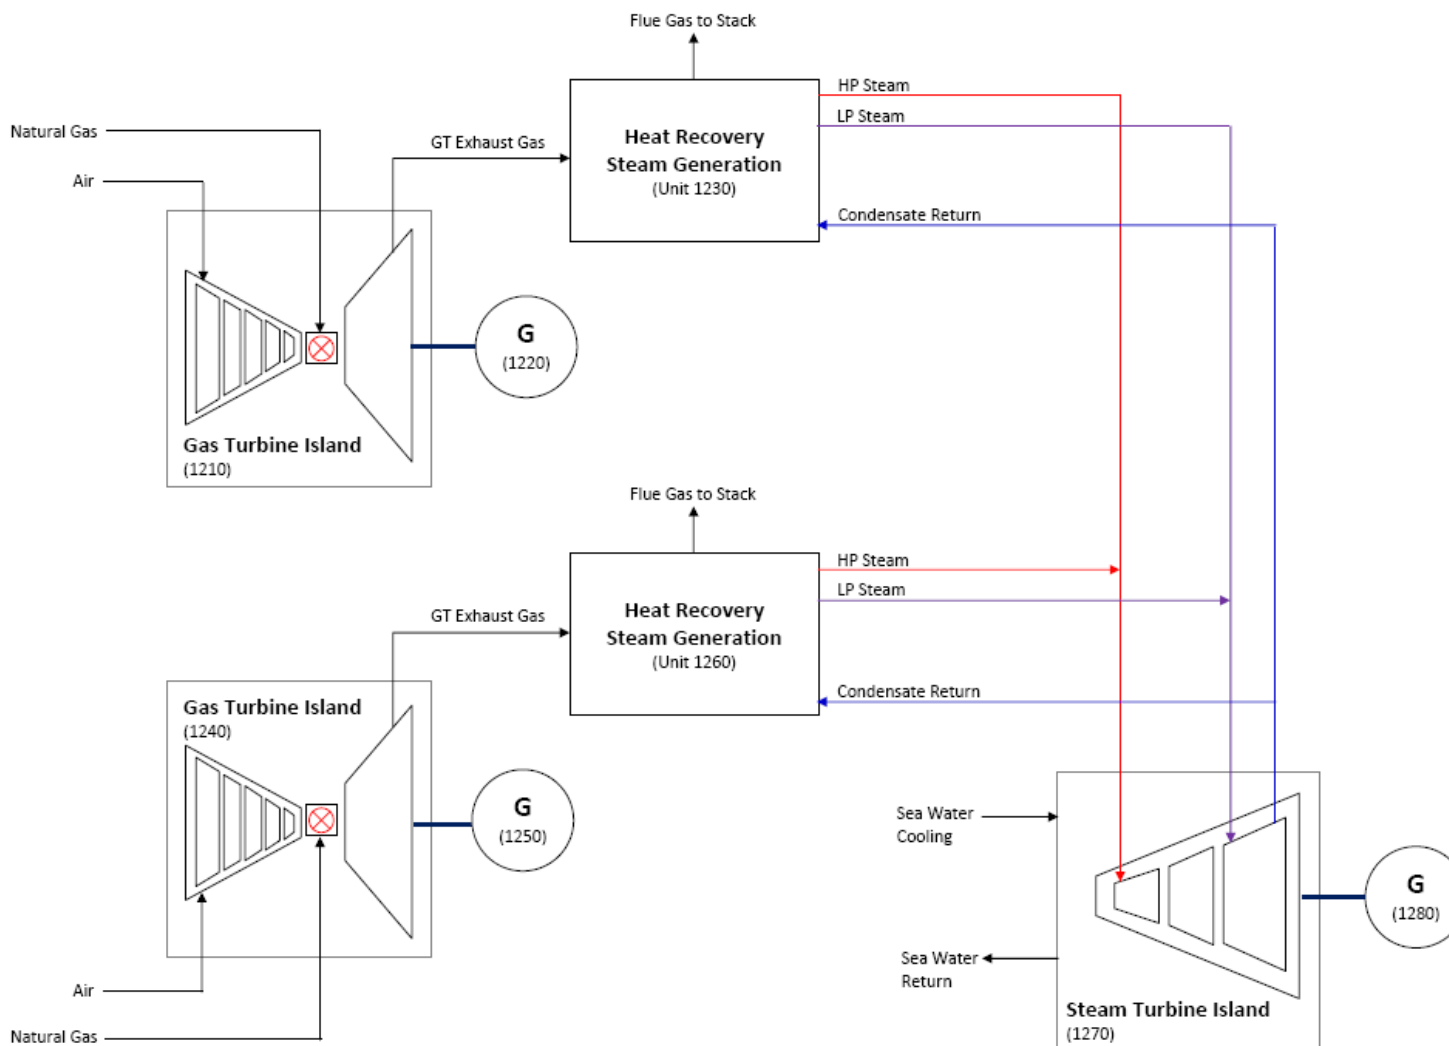 Flue Gas to Stack
HP Steam
LP Steam
Natural Gas
Heat Recovery
Steam Generation
(Unit 1230)
GT Exhaust Gas
Air
Condensate Return
G
(1220)
Gas Turbine Island
(1210)
Flue Gas to Stack
HP Steam
LP Steam
Heat Recovery
Steam Generation
(Unit 1260)
GT Exhaust Gas
Condensate Return
Gas Turbine Island
(1240)
G
(1250)
Sea Water
Cooling
G
(1280)
Sea Water
Return
Air
Natural Gas
Steam Turbine Island
(1270)